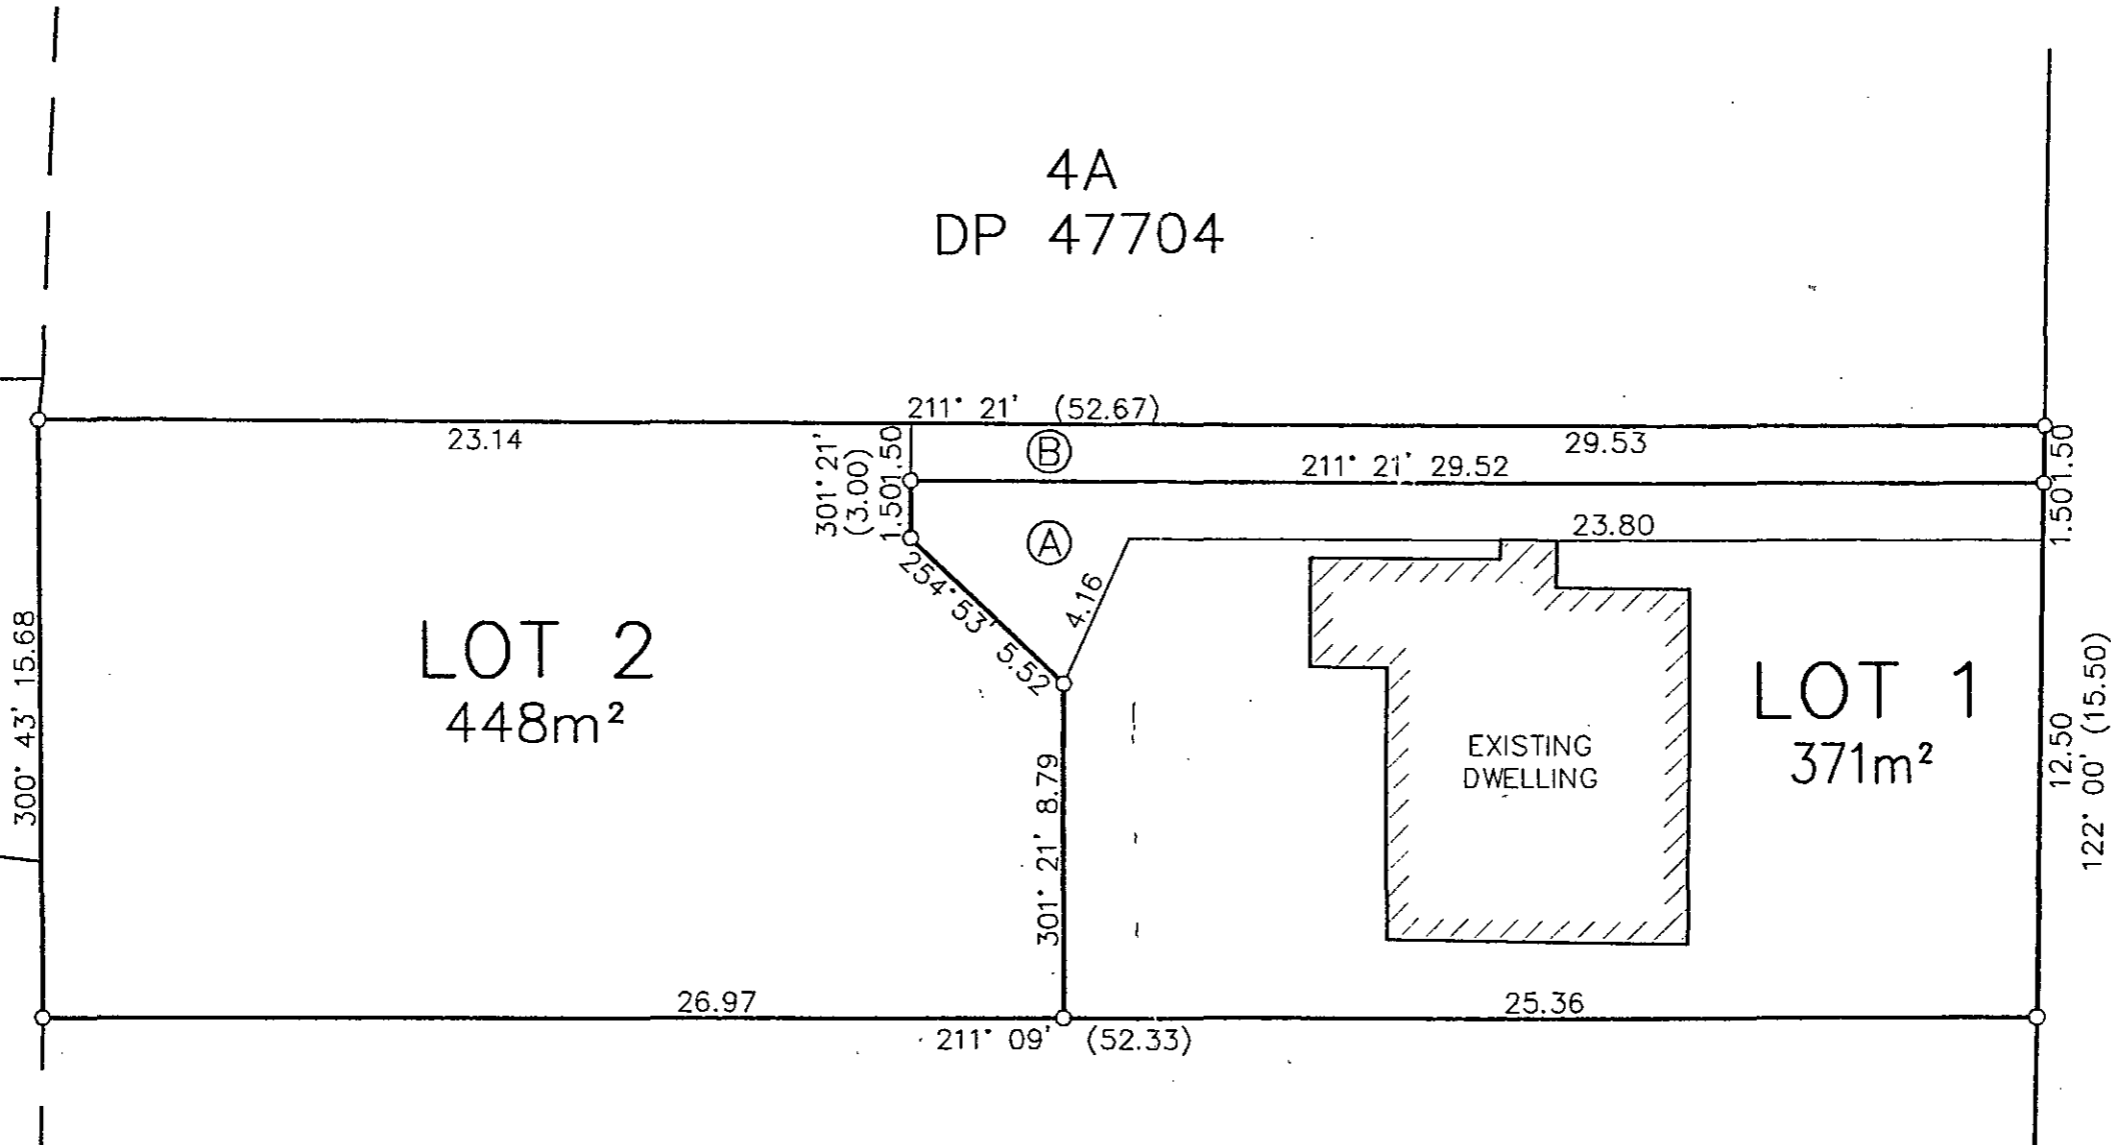 4A
DP 47704
211° 21' (52.67)
23.14
29.53
301° 21'
(3.00)
1.50
1.50
B
211° 21' 29.52
1.50
1.50
A
23.80
254° 53' 5.52
4.16
LOT 2
448m²
300° 43' 15.68
301° 21' 8.79
EXISTING
DWELLING
LOT 1
371m²
12.50
122° 00' (15.50)
26.97
25.36
211° 09' (52.33)